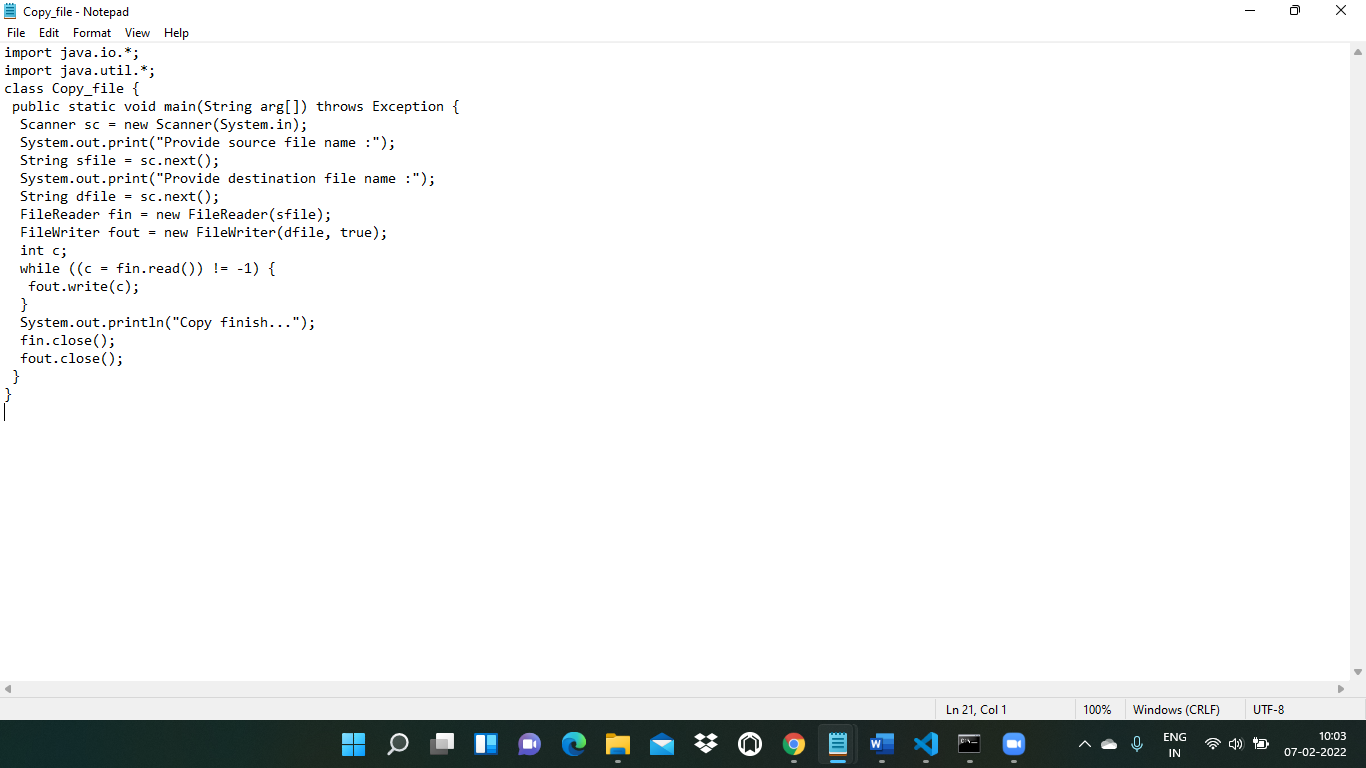 Copy_file - Notepad
File Edit Format View Help
import java.io.*;
import java.util.*;
class Copy_file {
 public static void main(String arg[]) throws Exception {
  Scanner sc = new Scanner(System.in);
  System.out.print("Provide source file name :");
  String sfile = sc.next();
  System.out.print("Provide destination file name :");
  String dfile = sc.next();
  FileReader fin = new FileReader(sfile);
  FileWriter fout = new FileWriter(dfile, true);
  int c;
  while ((c = fin.read()) != -1) {
   fout.write(c);
  }
  System.out.println("Copy finish...");
  fin.close();
  fout.close();
 }
}
Ln 21, Col 1 100% Windows (CRLF) UTF-8
ENG 10:03
IN 07-02-2022